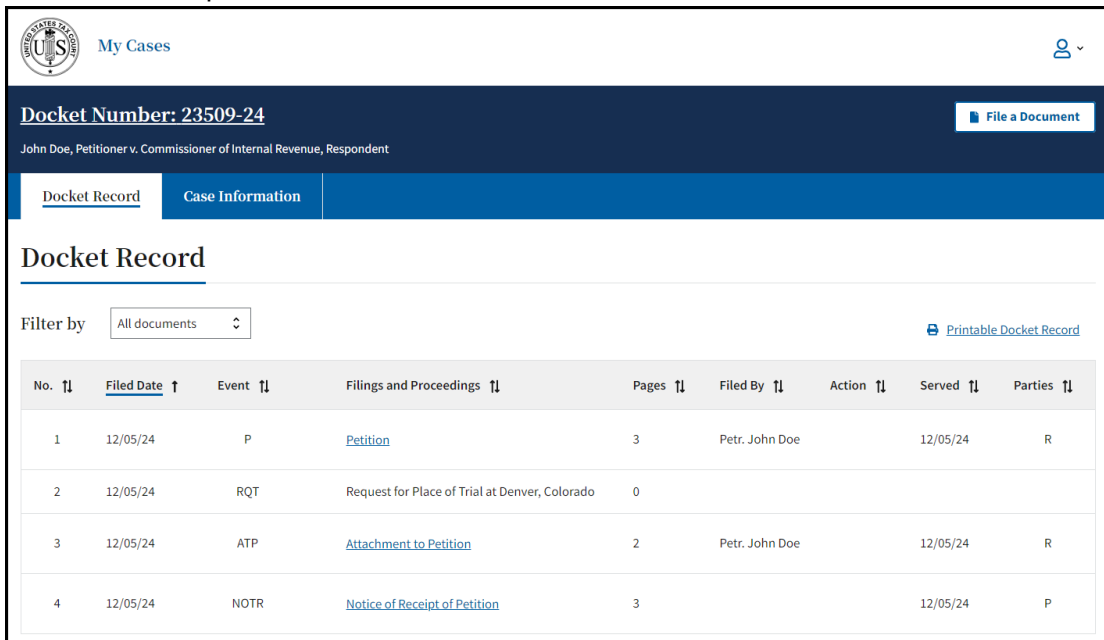 UNITED STATES TAX COURT
US
My Cases
Docket Number: 23509-24
File a Document
John Doe, Petitioner v. Commissioner of Internal Revenue, Respondent
Docket Record Case Information
Docket Record
Filter by All documents
Printable Docket Record
No. Filed Date Event Filings and Proceedings Pages Filed By Action Served Parties
1 12/05/24 P Petition 3 Petr. John Doe 12/05/24 R
2 12/05/24 RQT Request for Place of Trial at Denver, Colorado 0
3 12/05/24 ATP Attachment to Petition 2 Petr. John Doe 12/05/24 R
4 12/05/24 NOTR Notice of Receipt of Petition 3 12/05/24 P